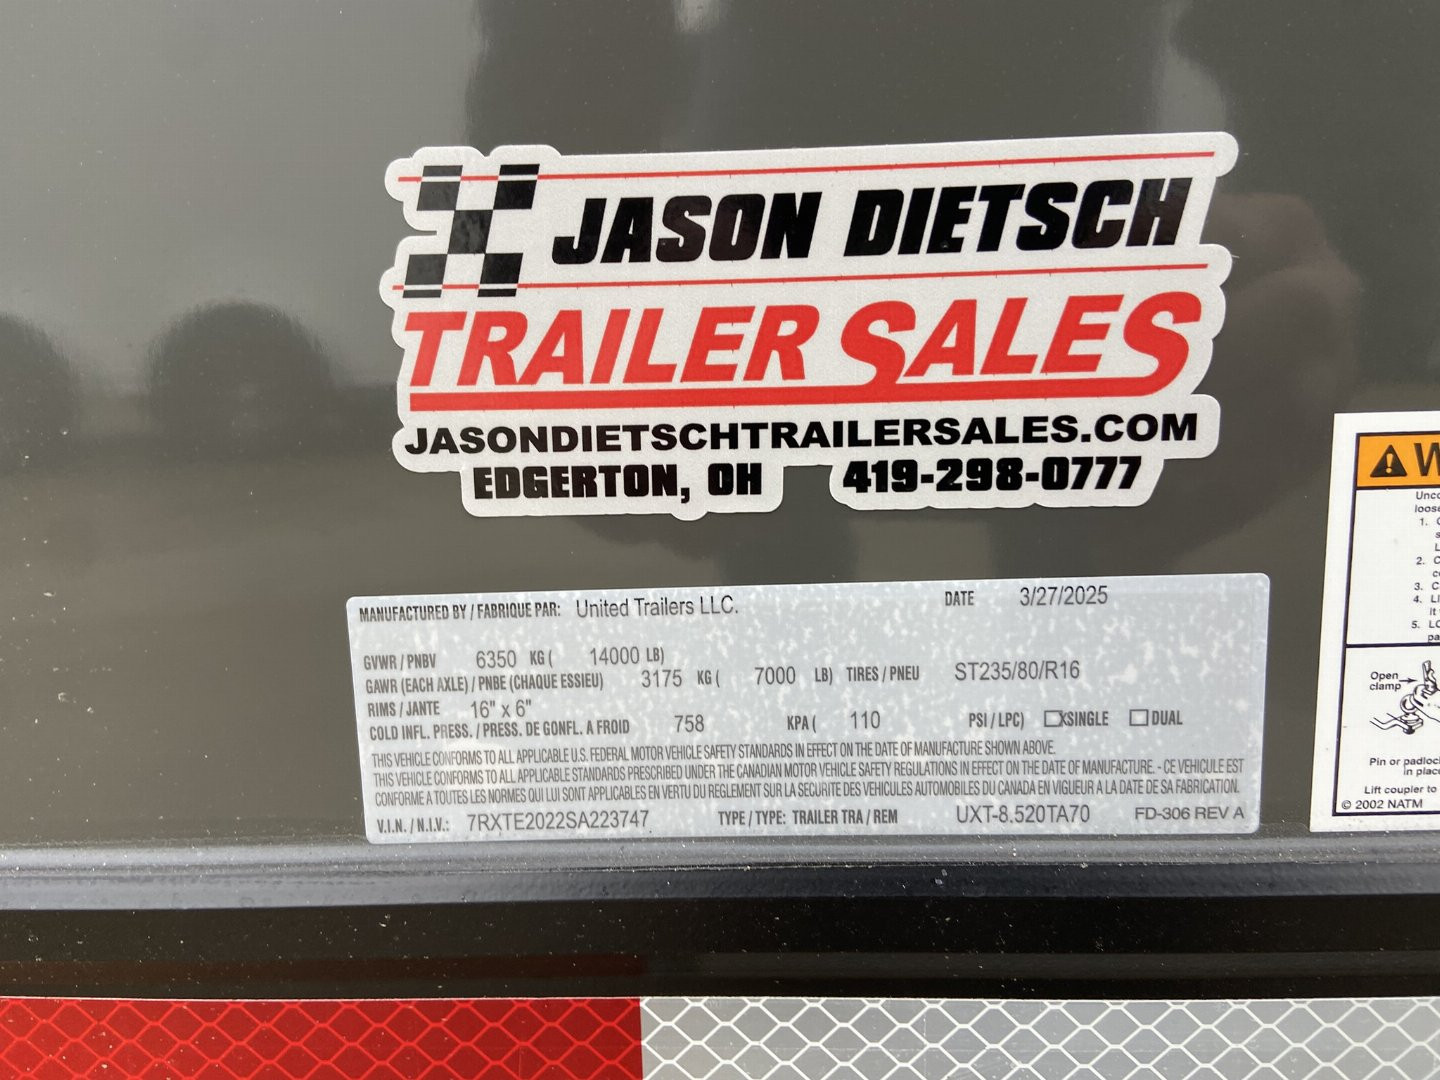 JASON DIETSCH
TRAILER SALES
JASONDIETSCHTRAILERSALES.COM
EDGERTON, OH 419-298-0777
MANUFACTURED BY / FABRIQUE PAR: United Trailers LLC. DATE 3/27/2025
GVWR / PNBV 6350 KG ( 14000 LB)
GAWR (EACH AXLE) / PNBE (CHAQUE ESSIEU) 3175 KG ( 7000 LB) TIRES / PNEU ST235/80/R16
RIMS / JANTE 16" x 6"
COLD INFL. PRESS. / PRESS. DE GONFL. A FROID 758 KPA ( 110 PSI / LPC) ☒SINGLE ☐DUAL
THIS VEHICLE CONFORMS TO ALL APPLICABLE U.S. FEDERAL MOTOR VEHICLE SAFETY STANDARDS IN EFFECT ON THE DATE OF MANUFACTURE SHOWN ABOVE.
THIS VEHICLE CONFORMS TO ALL APPLICABLE STANDARDS PRESCRIBED UNDER THE CANADIAN MOTOR VEHICLE SAFETY REGULATIONS IN EFFECT ON THE DATE OF MANUFACTURE. - CE VEHICULE EST
CONFORME A TOUTES LES NORMES QUI LUI SONT APPLICABLES EN VERTU DU REGLEMENT SUR LA SECURITE DES VEHICULES AUTOMOBILES DU CANADA EN VIGUEUR A LA DATE DE SA FABRICATION.
V.I.N. / N.I.V.: 7RXTE2022SA223747 TYPE / TYPE: TRAILER TRA / REM UXT-8.520TA70 FD-306 REV A
1.
2.
3.
4.
5.
Open
clamp
Pin or padloc
in plac
Lift coupler to
© 2002 NATM